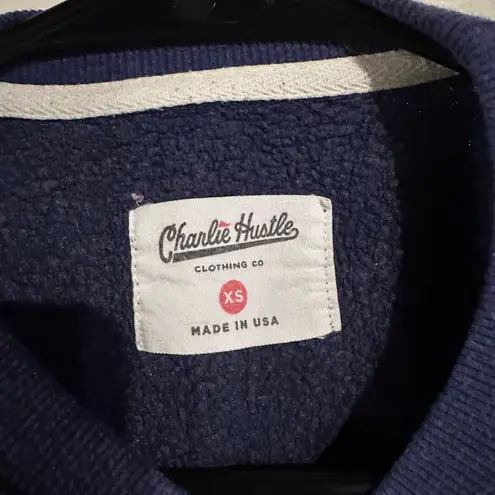 Charlie Hustle
CLOTHING CO
XS
MADE IN USA